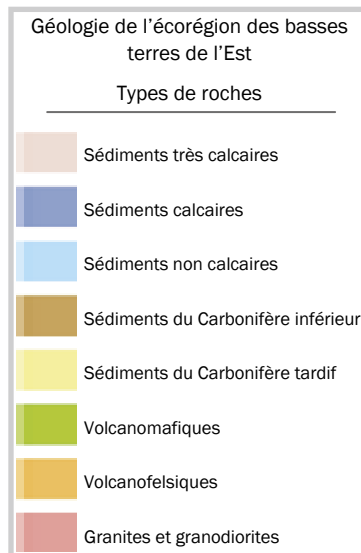 Géologie de l’écorégion des basses
terres de l’Est
Types de roches
Sédiments très calcaires
Sédiments calcaires
Sédiments non calcaires
Sédiments du Carbonifère inférieur
Sédiments du Carbonifère tardif
Volcanomafiques
Volcanofelsiques
Granites et granodiorites